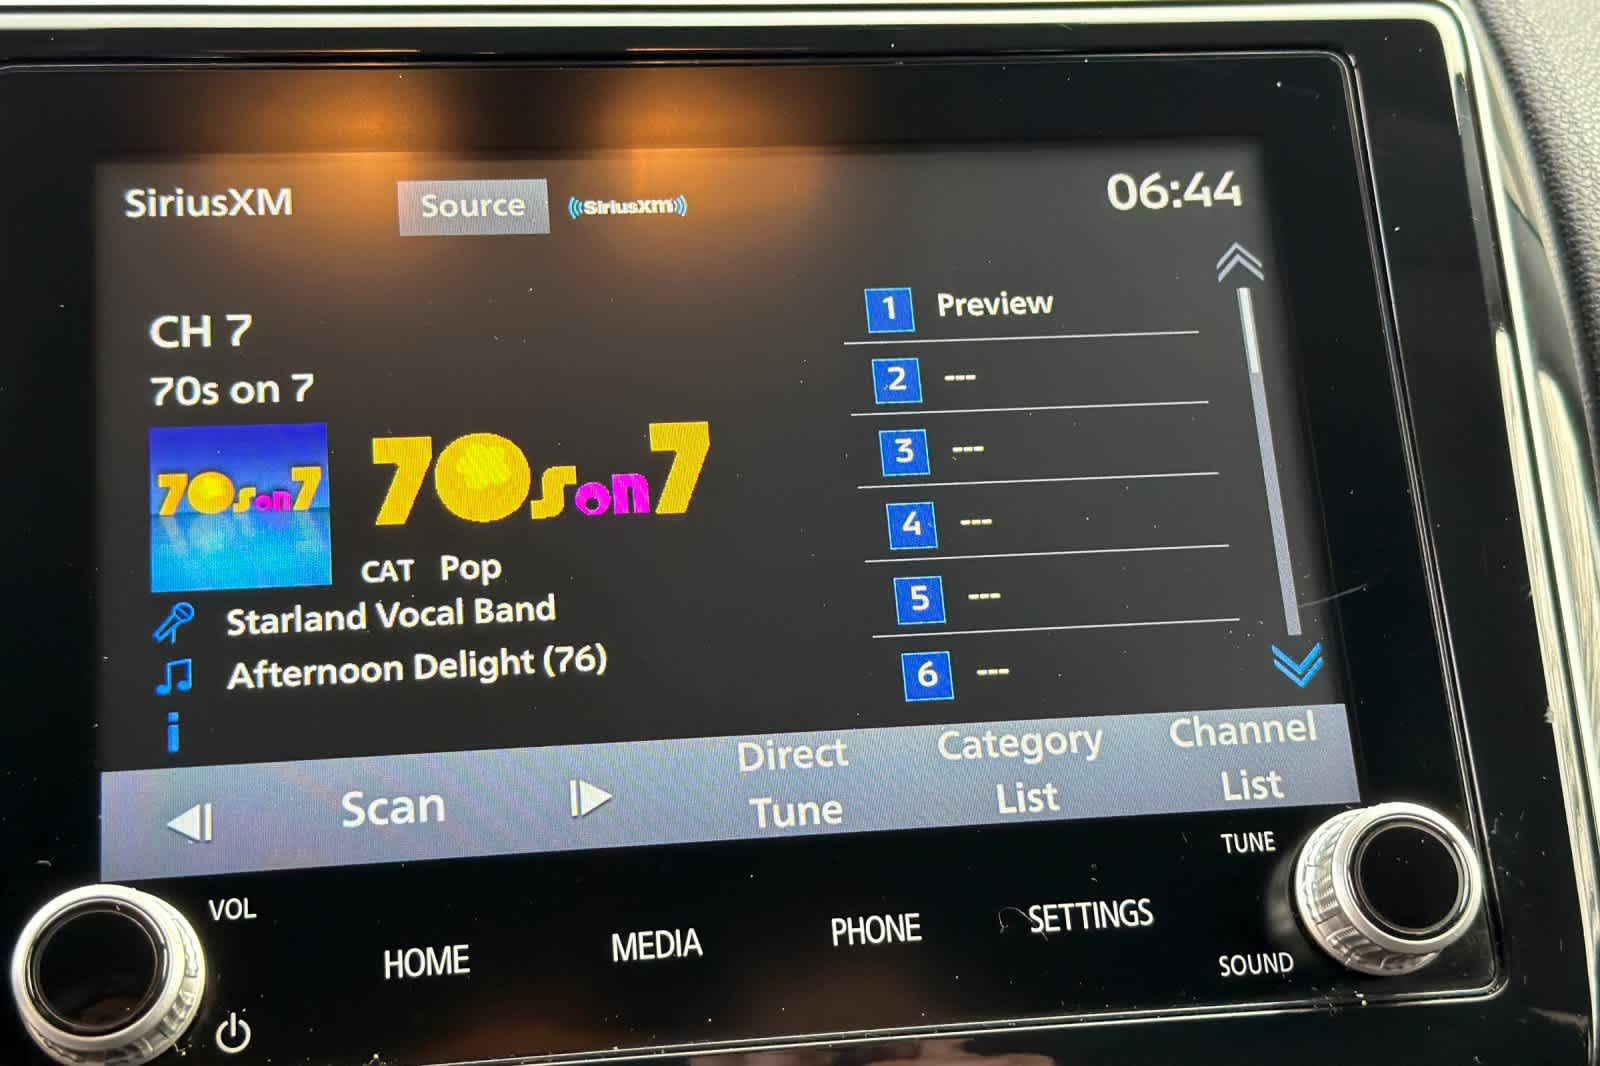 SiriusXM
Source
SiriusXM
06:44
CH 7
70s on 7
70s on 7
70s on 7
CAT Pop
Starland Vocal Band
Afternoon Delight (76)
i
1 Preview
2 ---
3 ---
4 ---
5 ---
6 ---
Scan
Direct
Tune
Category
List
Channel
List
VOL
HOME
MEDIA
PHONE
SETTINGS
TUNE
SOUND